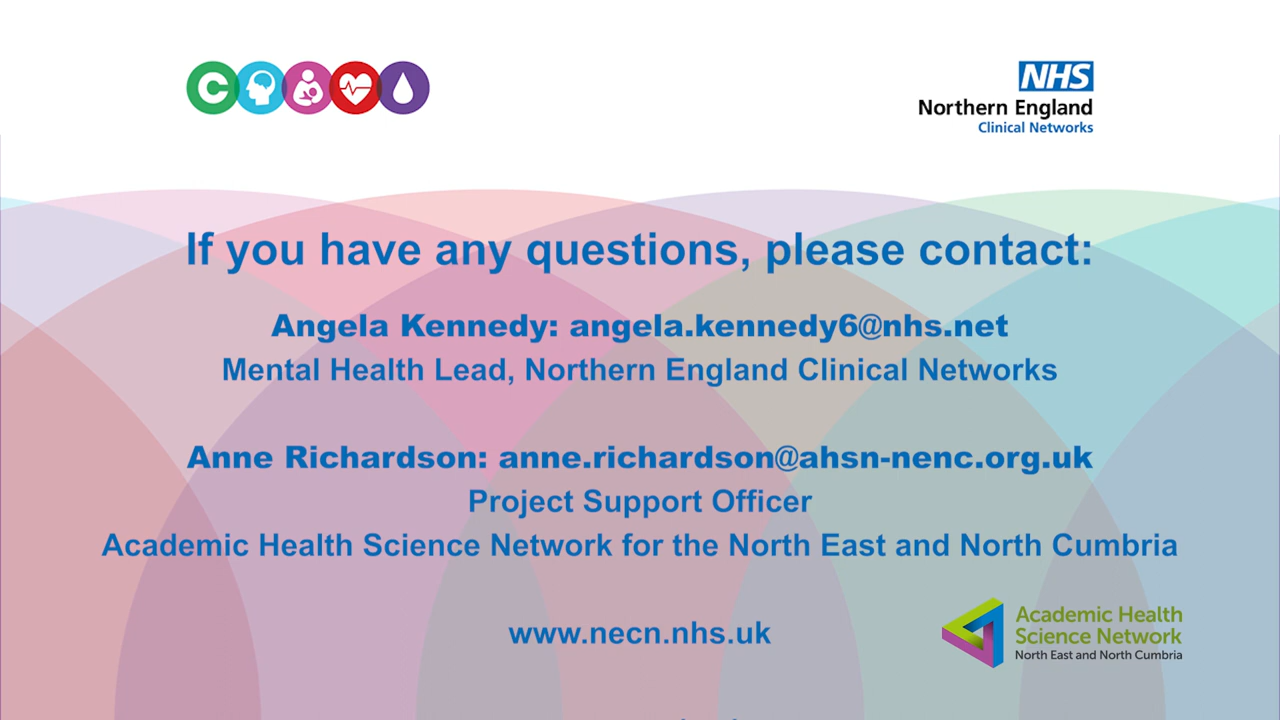 C
NHS
Northern England
Clinical Networks
If you have any questions, please contact:
Angela Kennedy: angela.kennedy6@nhs.net
Mental Health Lead, Northern England Clinical Networks
Anne Richardson: anne.richardson@ahsn-nenc.org.uk
Project Support Officer
Academic Health Science Network for the North East and North Cumbria
www.necn.nhs.uk
Academic Health
Science Network
North East and North Cumbria